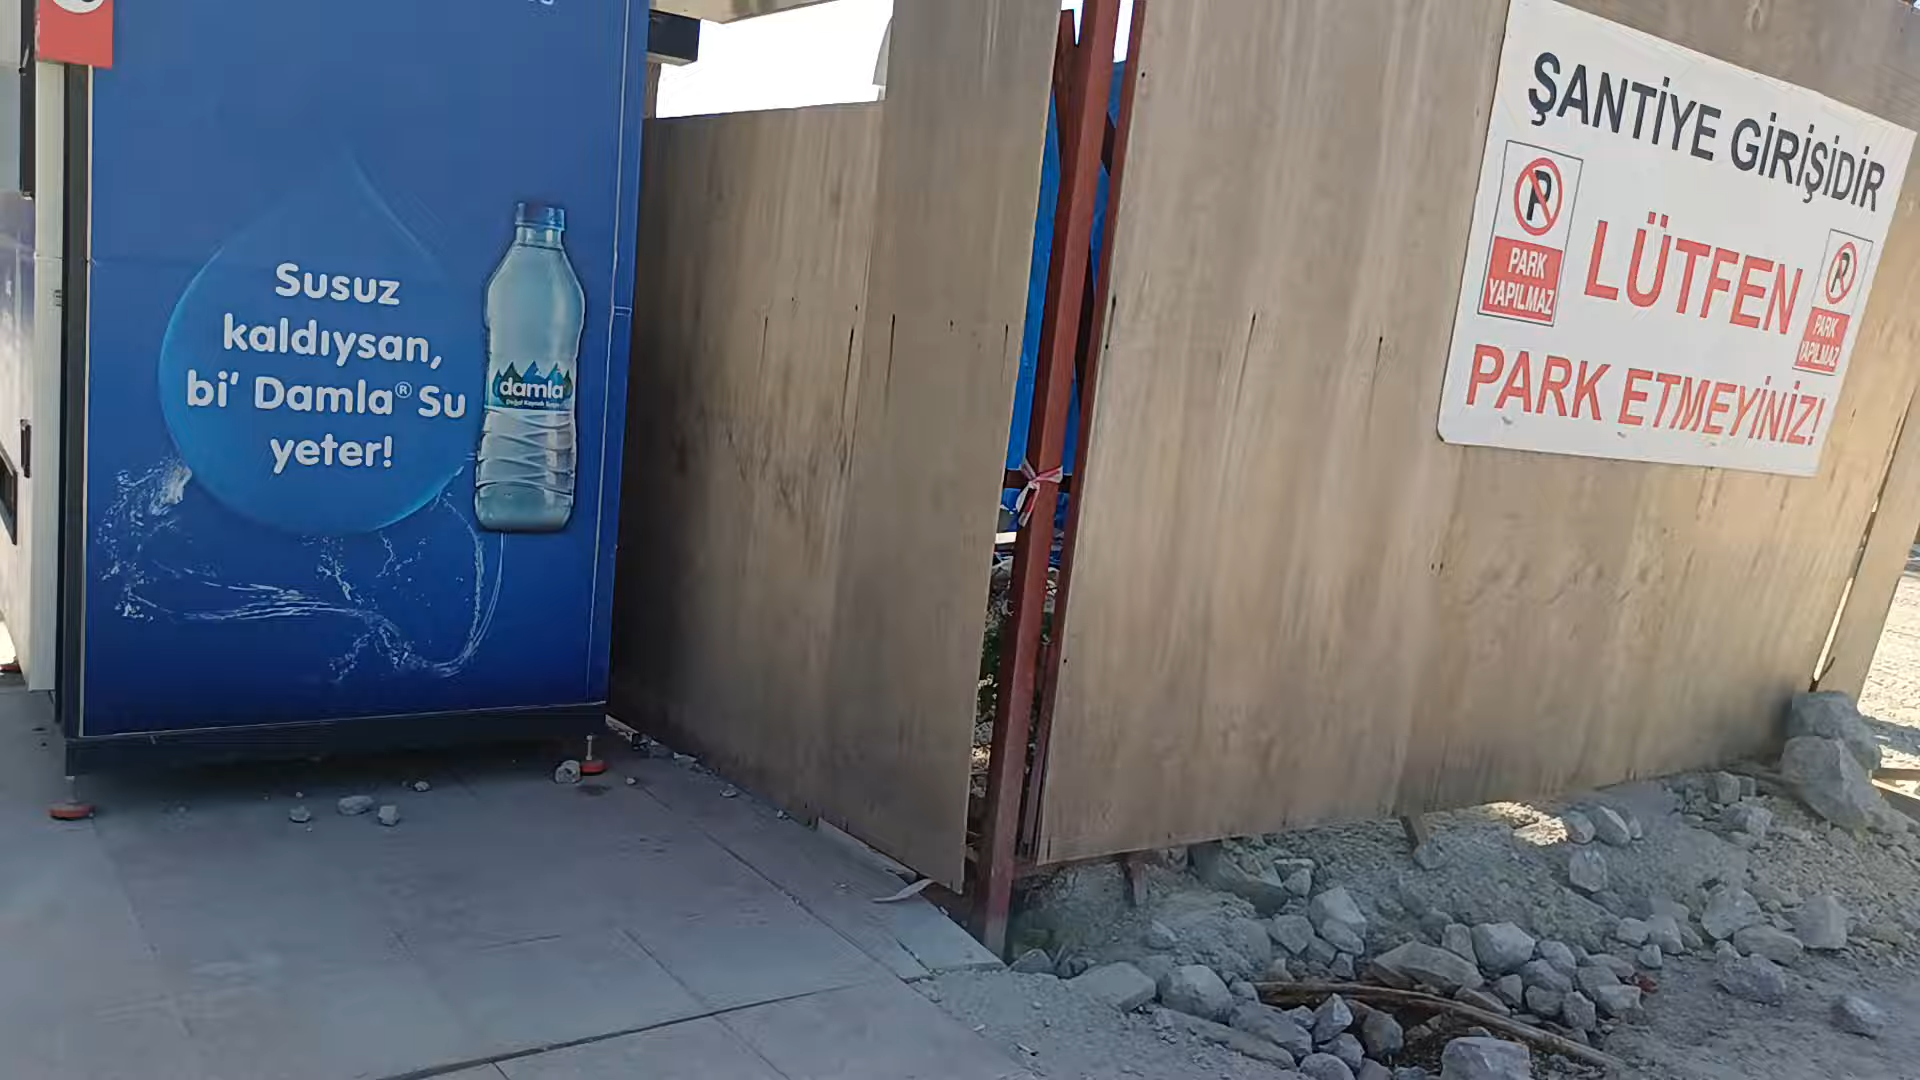 Susuz
kaldıysan,
bi' Damla® Su
yeter!
damla
ŞANTİYE GİRİŞİDİR
P
PARK
YAPILMAZ
LÜTFEN
P
PARK
YAPILMAZ
PARK ETMEYİNİZ!